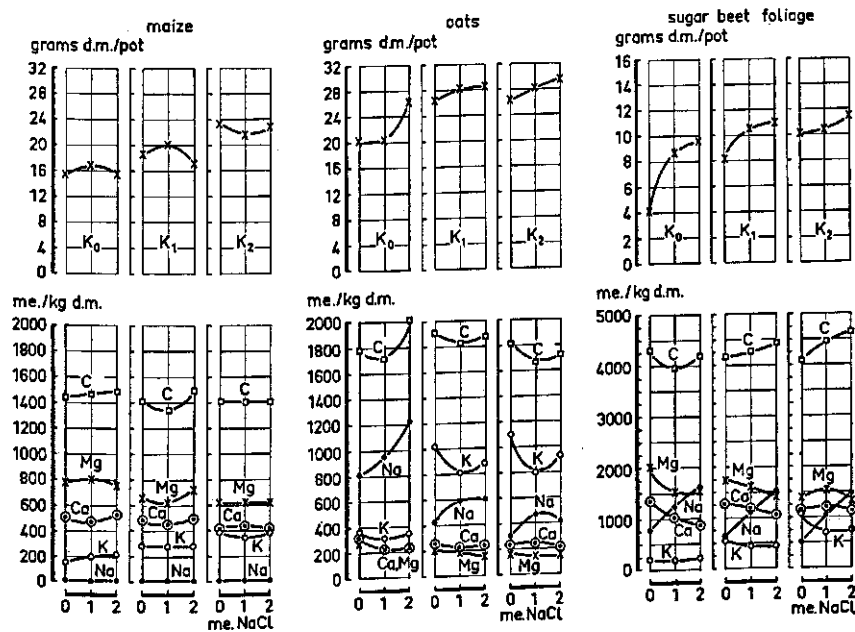 maize
oats
sugar beet foliage
grams d.m./pot
grams d.m./pot
grams d.m./pot
32
28
24
20
16
12
8
4
0
K0
K1
K2
32
28
24
20
16
12
8
4
0
K0
K1
K2
16
14
12
10
8
6
4
2
0
K0
K1
K2
me./kg d.m.
me./kg d.m.
me./kg d.m.
2000
1800
1600
1400
1200
1000
800
600
400
200
0
C
Mg
Ca
K
Na
C
Mg
Ca
K
Na
C
Mg
Ca
K
Na
0 1 2
0 1 2
0 1 2
me.NaCl
2000
1800
1600
1400
1200
1000
800
600
400
200
0
C
Na
K
Ca,Mg
C
K
Na
Ca
Mg
C
K
Na
Ca
Mg
0 1 2
0 1 2
0 1 2
me.NaCl
5000
4000
3000
2000
1000
0
C
Mg
Na
Ca
K
C
Mg
Ca
Na
K
C
Mg
Ca
Na
K
0 1 2
0 1 2
0 1 2
me.NaCl